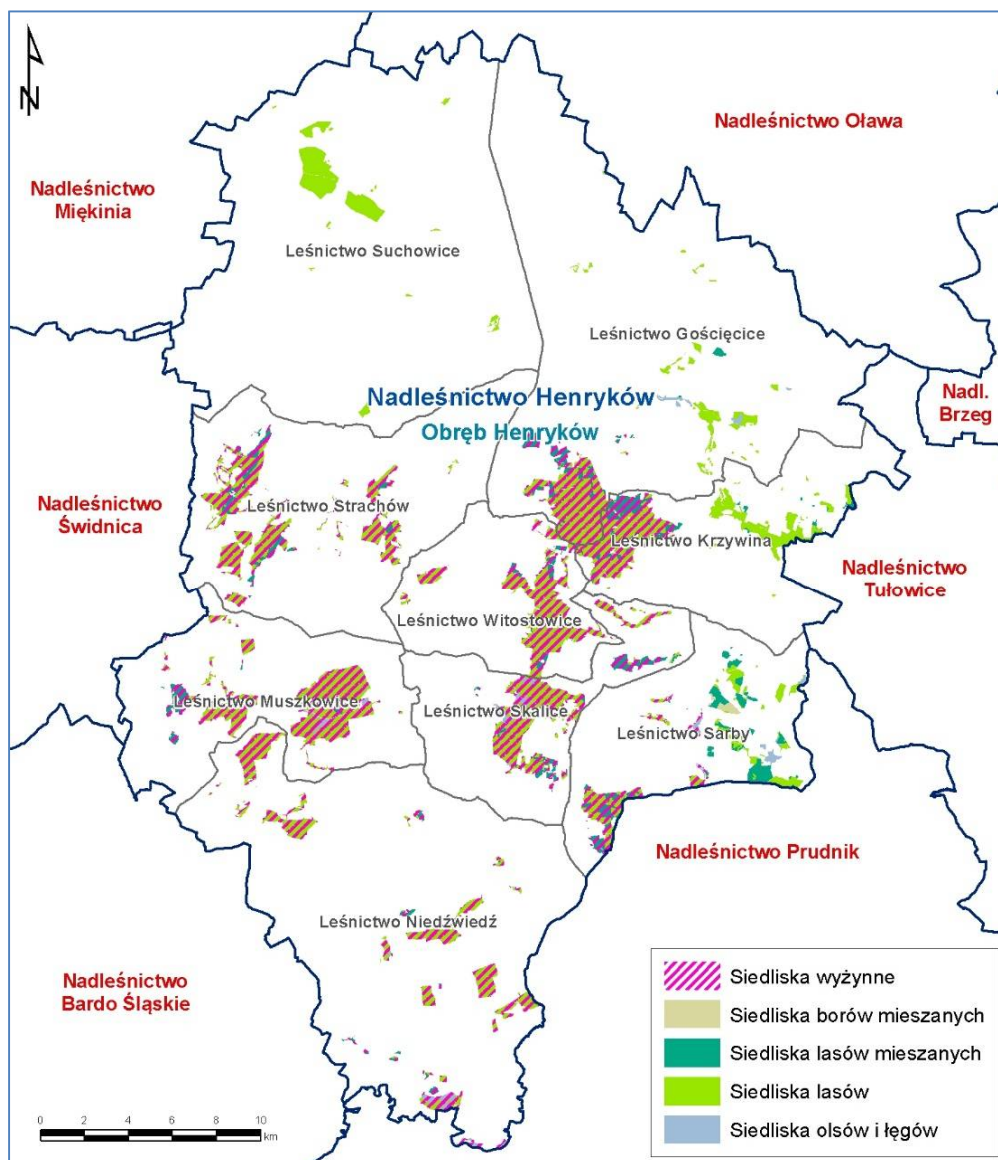 N
Nadleśnictwo Oława
Nadleśnictwo
Miękinia
Leśnictwo Suchowice
Leśnictwo Gościęcice
Nadleśnictwo Henryków
Obręb Henryków
Nadl.
Brzeg
Nadleśnictwo
Świdnica
Leśnictwo Strachów
Leśnictwo Krzywina
Nadleśnictwo
Tułowice
Leśnictwo Witostowice
Leśnictwo Muszkowice
Leśnictwo Skalice
Leśnictwo Sarby
Nadleśnictwo Prudnik
Leśnictwo Niedźwiedź
Nadleśnictwo
Bardo Śląskie
Siedliska wyżynne
Siedliska borów mieszanych
Siedliska lasów mieszanych
Siedliska lasów
Siedliska olsów i łęgów
0 2 4 6 8 10
km